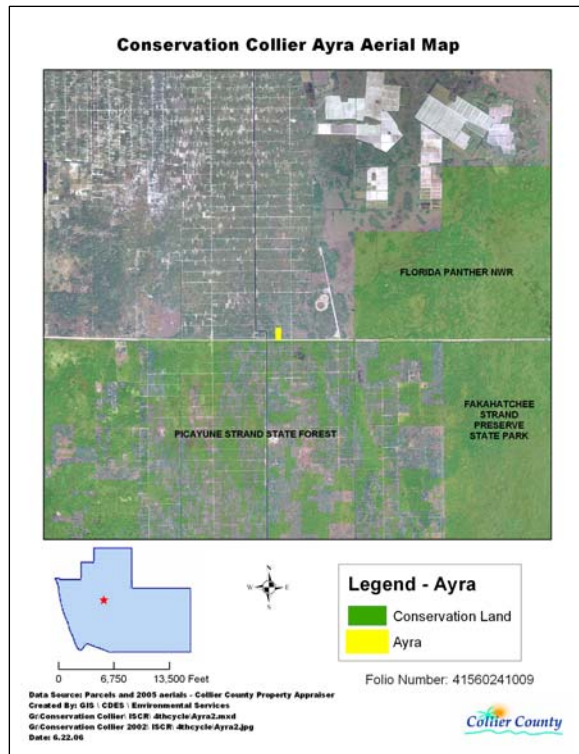 Conservation Collier Ayra Aerial Map
FLORIDA PANTHER NWR
PICAYUNE STRAND STATE FOREST
FAKAHATCHEE
STRAND
PRESERVE
STATE PARK
N
W E
S
0 6,750 13,500 Feet
Legend - Ayra
Conservation Land
Ayra
Folio Number: 41560241009
Data Source: Parcels and 2005 aerials - Collier County Property Appraiser
Created By: GIS \ CDES \ Environmental Services
G:\Conservation Collier\ ISCR\ 4thcycle\Ayra2.mxd
G:\Conservation Collier 2002\ ISCR\ 4thcycle\Ayra2.jpg
Date: 6.22.06
Collier County